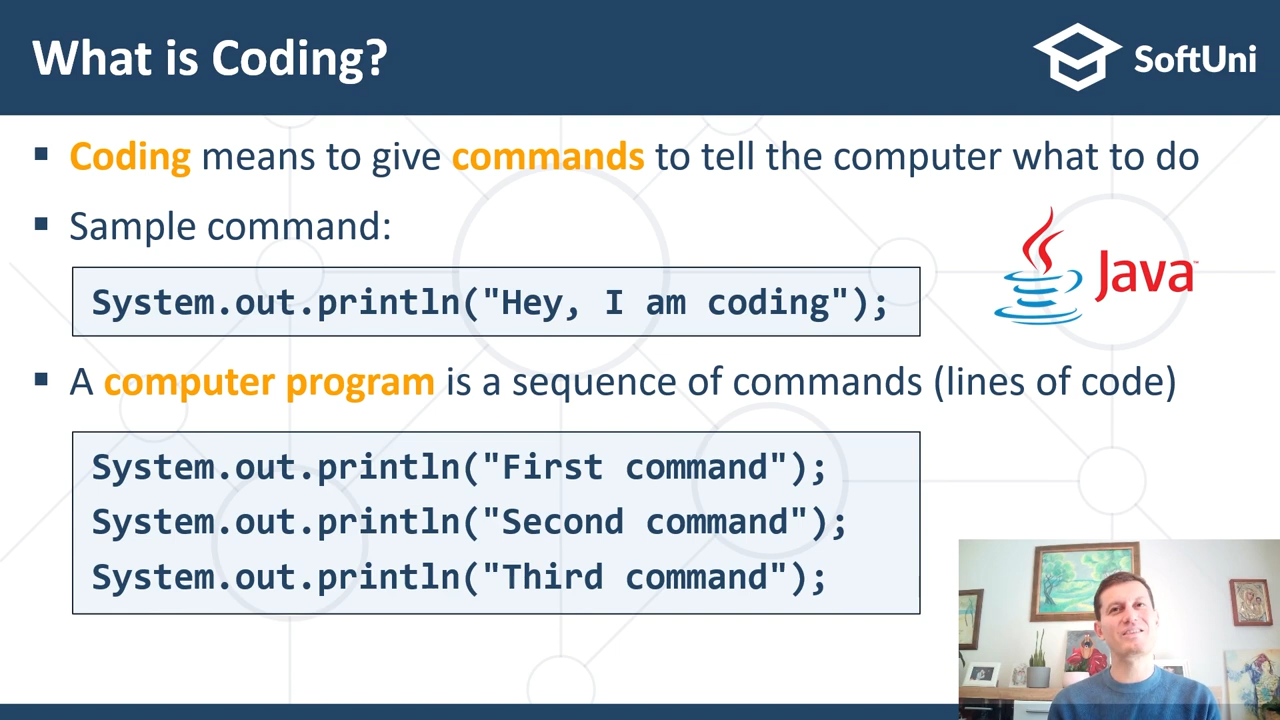 What is Coding?
SoftUni
▪ Coding means to give commands to tell the computer what to do
▪ Sample command:
System.out.println("Hey, I am coding");
Java™
▪ A computer program is a sequence of commands (lines of code)
System.out.println("First command");
System.out.println("Second command");
System.out.println("Third command");